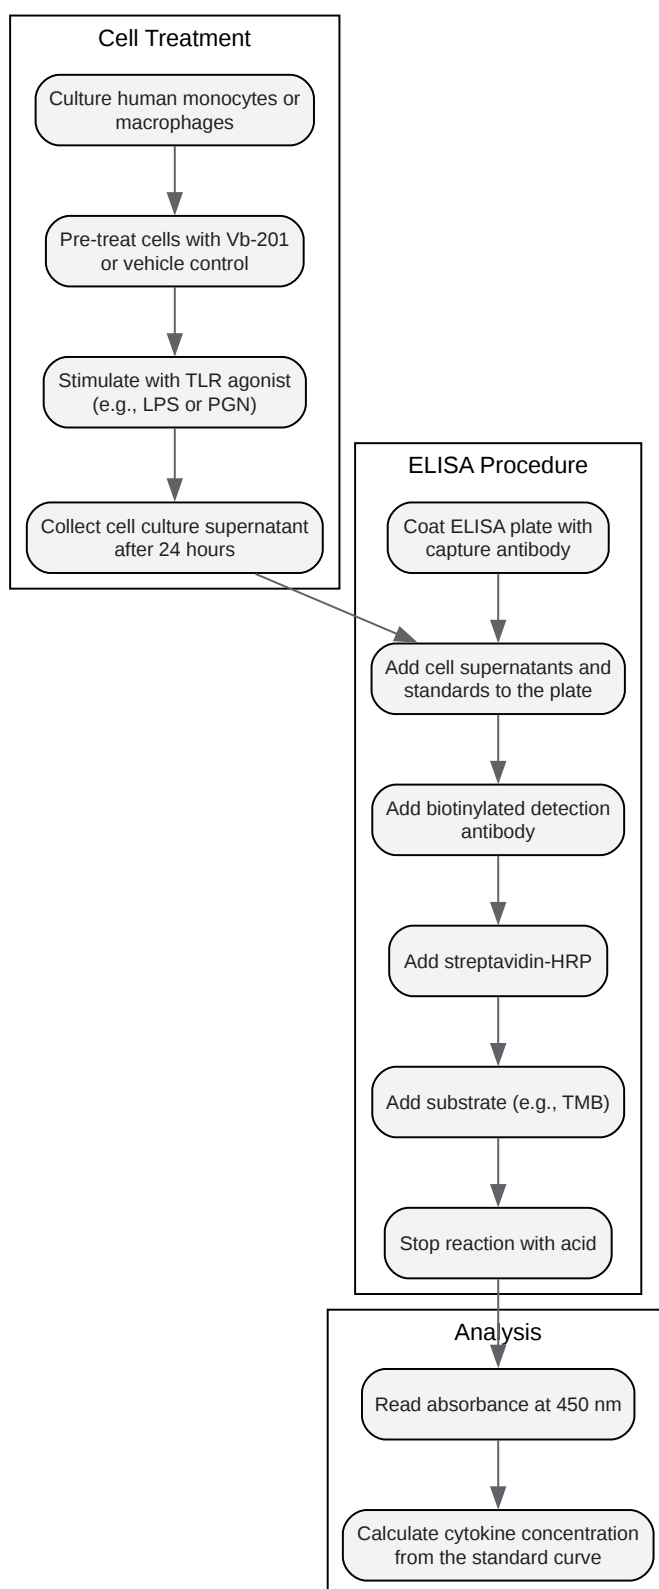 Cell Treatment
Culture human monocytes or
macrophages
Pre-treat cells with Vb-201
or vehicle control
Stimulate with TLR agonist
(e.g., LPS or PGN)
Collect cell culture supernatant
after 24 hours
ELISA Procedure
Coat ELISA plate with
capture antibody
Add cell supernatants and
standards to the plate
Add biotinylated detection
antibody
Add streptavidin-HRP
Add substrate (e.g., TMB)
Stop reaction with acid
Analysis
Read absorbance at 450 nm
Calculate cytokine concentration
from the standard curve